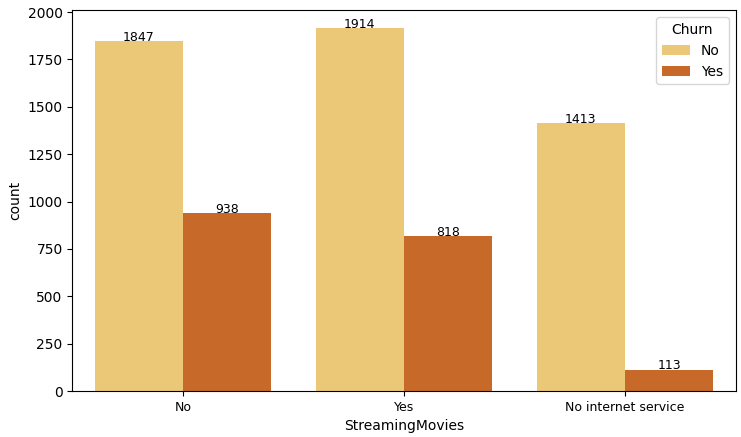 2000
1750
1500
1250
1000
750
500
250
0
count
1847
938
1914
818
1413
113
Churn
No
Yes
No
Yes
No internet service
StreamingMovies